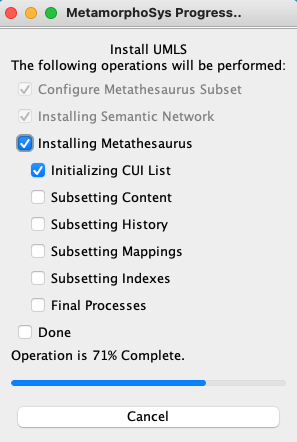 MetamorphoSys Progress..
Install UMLS
The following operations will be performed:
Configure Metathesaurus Subset
Installing Semantic Network
Installing Metathesaurus
Initializing CUI List
Subsetting Content
Subsetting History
Subsetting Mappings
Subsetting Indexes
Final Processes
Done
Operation is 71% Complete.
Cancel